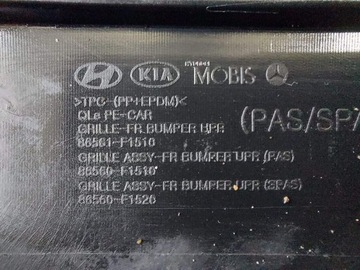 HYUNDAI
KIA MOBIS
>TPO-(PP+EPDM)<
QLe PE-CAR
GRILLE-FR BUMPER UPR
86561-F1510
(PAS/SPA
GRILLE ASSY-FR BUMPER UPR (PAS)
86560-F1510
GRILLE ASSY-FR BUMPER UPR (SPAS)
86560-F1520